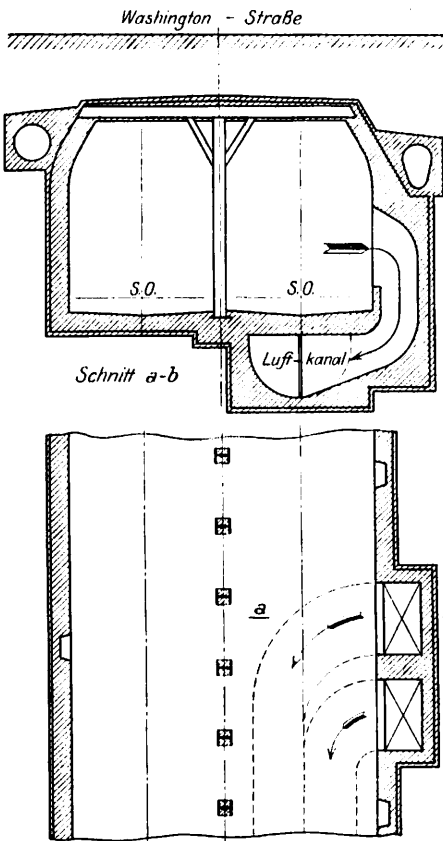 Washington - Straße
S.O. S.O.
Luft - kanal
Schnitt a-b
a